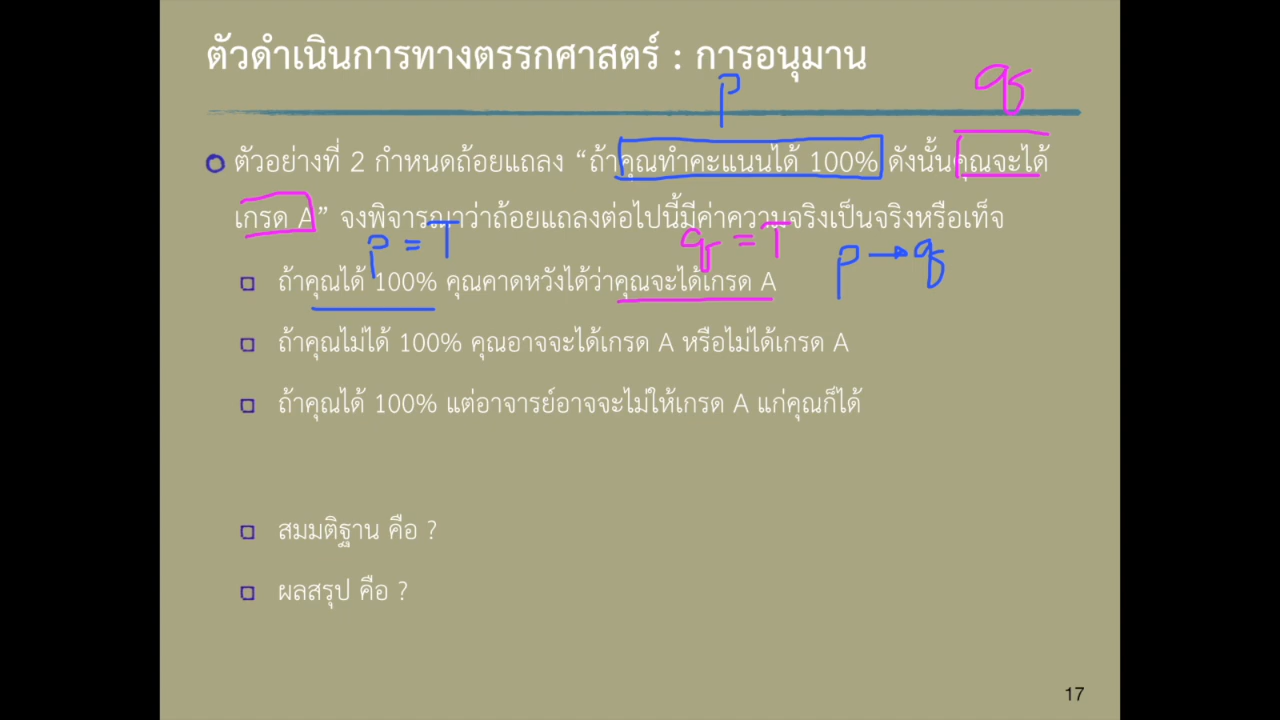 ตัวดำเนินการทางตรรกศาสตร์ : การอนุมาน
p
q
ตัวอย่างที่ 2 กำหนดถ้อยแถลง “ถ้าคุณทำคะแนนได้ 100% ดังนั้นคุณจะได้
เกรด A” จงพิจารณาว่าถ้อยแถลงต่อไปนี้มีค่าความจริงเป็นจริงหรือเท็จ
p = T
q = T
p → q
ถ้าคุณได้ 100% คุณคาดหวังได้ว่าคุณจะได้เกรด A
ถ้าคุณไม่ได้ 100% คุณอาจจะได้เกรด A หรือไม่ได้เกรด A
ถ้าคุณได้ 100% แต่อาจารย์อาจจะไม่ให้เกรด A แก่คุณก็ได้
สมมติฐาน คือ ?
ผลสรุป คือ ?
17